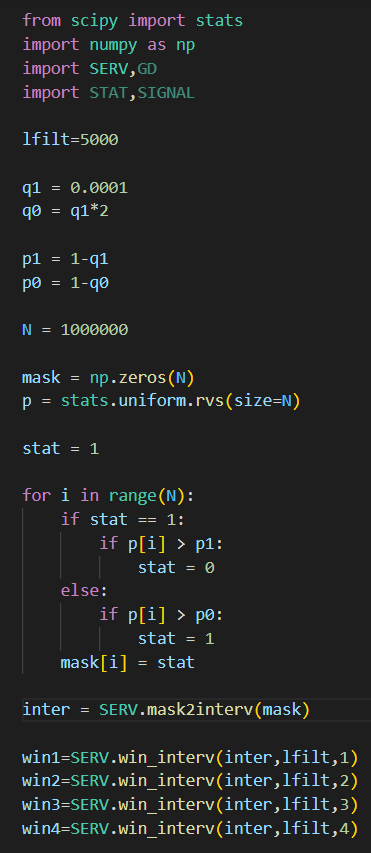 from scipy import stats
import numpy as np
import SERV,GD
import STAT,SIGNAL

lfilt=5000

q1 = 0.0001
q0 = q1*2

p1 = 1-q1
p0 = 1-q0

N = 1000000

mask = np.zeros(N)
p = stats.uniform.rvs(size=N)

stat = 1

for i in range(N):
    if stat == 1:
        if p[i] > p1:
            stat = 0
    else:
        if p[i] > p0:
            stat = 1
    mask[i] = stat

inter = SERV.mask2interv(mask)

win1=SERV.win_interv(inter,lfilt,1)
win2=SERV.win_interv(inter,lfilt,2)
win3=SERV.win_interv(inter,lfilt,3)
win4=SERV.win_interv(inter,lfilt,4)